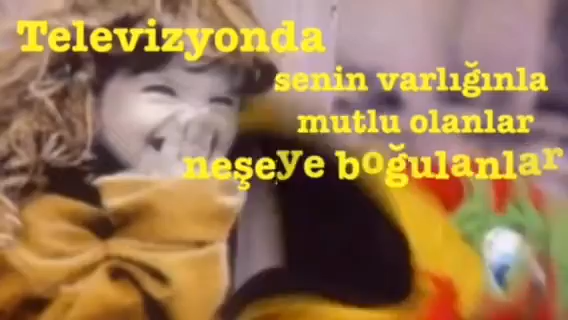 Televizyonda
senin varlığınla
mutlu olanlar
neşeye boğulanlar